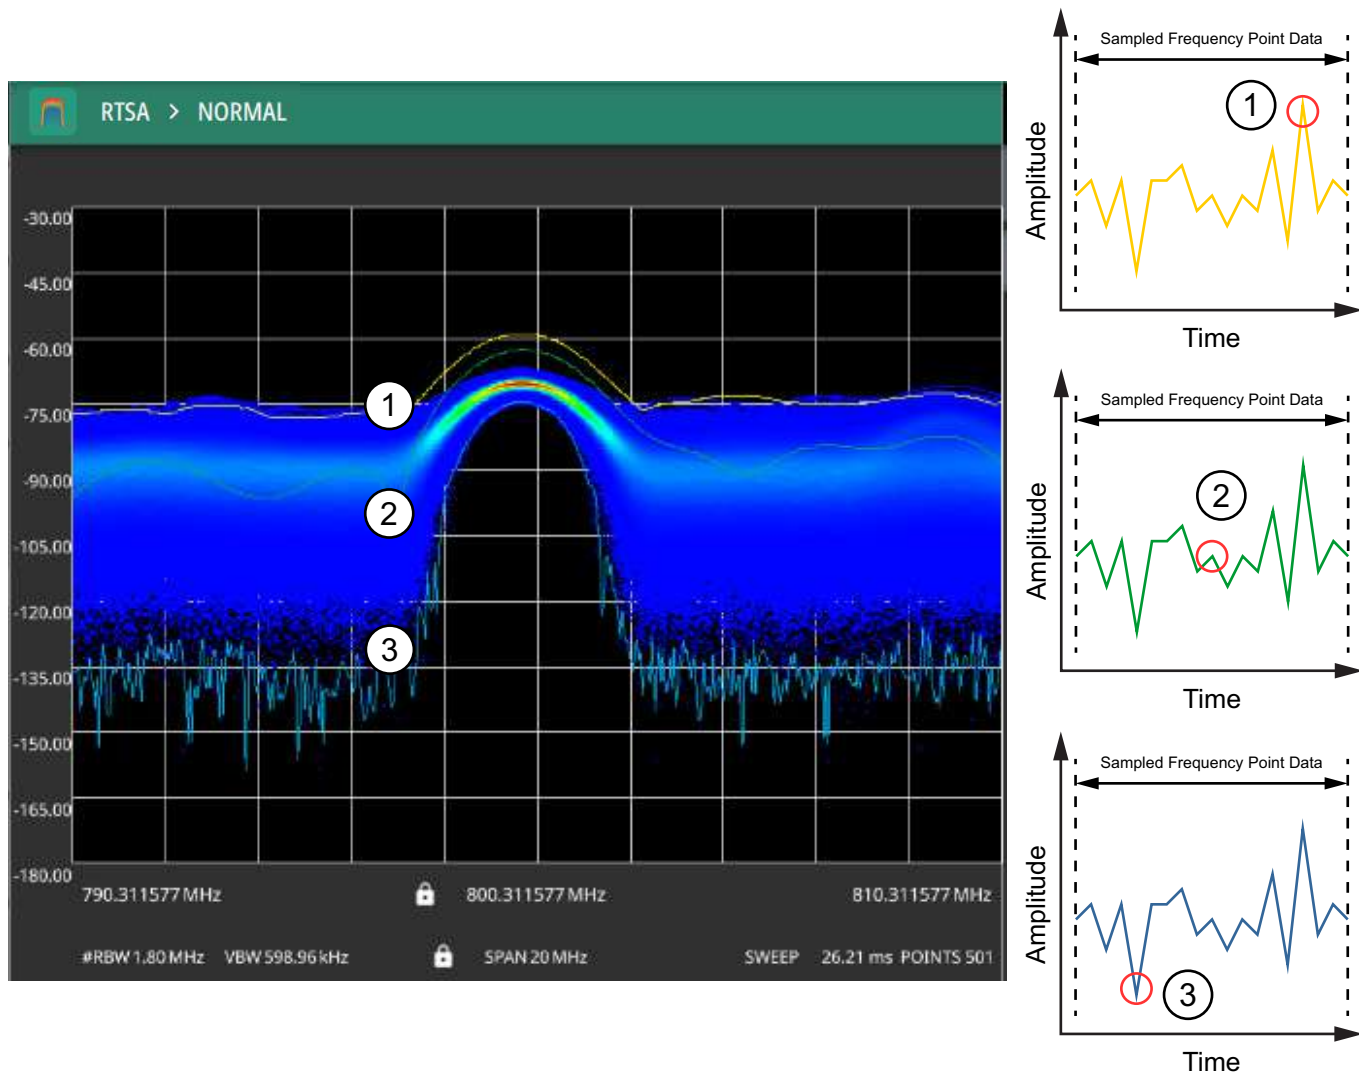 RTSA > NORMAL
-30.00
-45.00
-60.00
-75.00
-90.00
-105.00
-120.00
-135.00
-150.00
-165.00
-180.00
1
2
3
790.311577 MHz 800.311577 MHz 810.311577 MHz
#RBW 1.80 MHz VBW 598.96 kHz SPAN 20 MHz SWEEP 26.21 ms POINTS 501
Sampled Frequency Point Data
1
Amplitude
Time
Sampled Frequency Point Data
2
Amplitude
Time
Sampled Frequency Point Data
Amplitude
3
Time